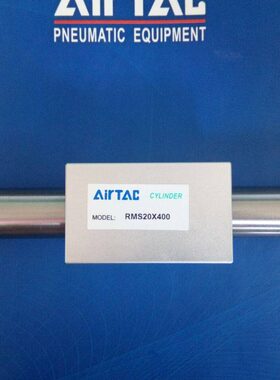 AiRTAC
PNEUMATIC EQUIPMENT
AiRTAC CYLINDER
MODEL: RMS20X400